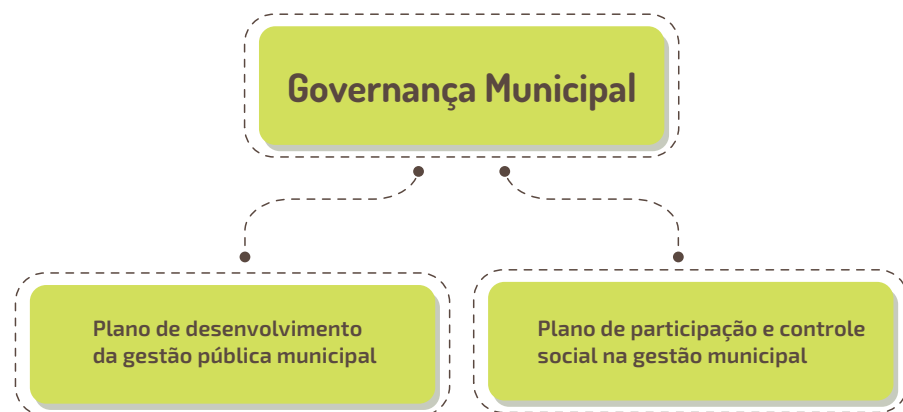 Governança Municipal
Plano de desenvolvimento
da gestão pública municipal
Plano de participação e controle
social na gestão municipal